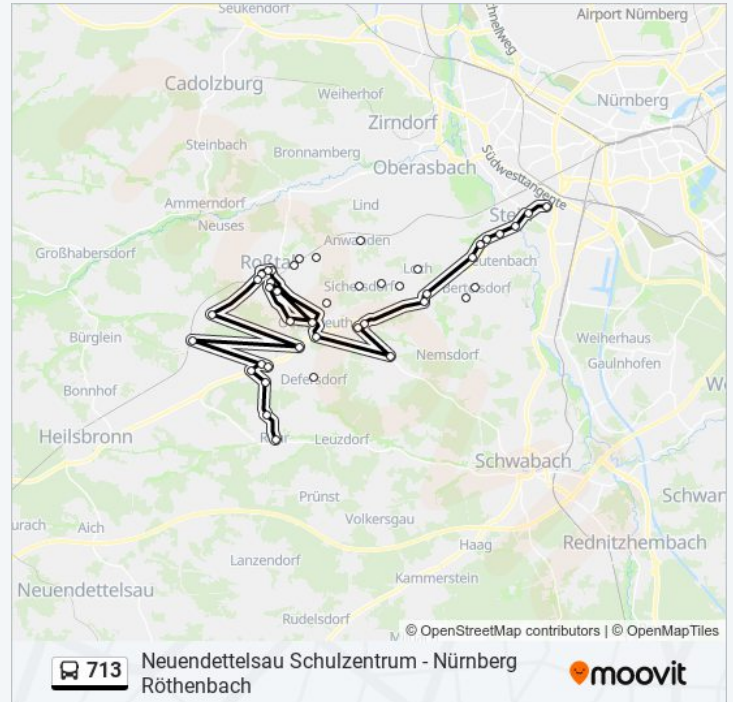 Seukendorf
Airport Nürnberg
Cadolzburg
Weiherhof
Nürnberg
Zirndorf
Steinbach
Bronnamberg
Oberasbach
Südwesttangente
Ammerndorf
Lind
Neuses
Anwanden
Großhabersdorf
Sichersdorf
Bürglein
Weiherhaus
Nemsdorf
Gaulnhofen
Defersdorf
Bonnhof
Heilsbronn
Leuzdorf
Schwabach
Prünst
Schwan
Volkersgau
Aich
Haag
Rednitzhembach
Lanzendorf
Kammerstein
Neuendettelsau
Rudelsdorf
© OpenStreetMap contributors | © OpenMapTiles
713
Neuendettelsau Schulzentrum - Nürnberg
Röthenbach
moovit